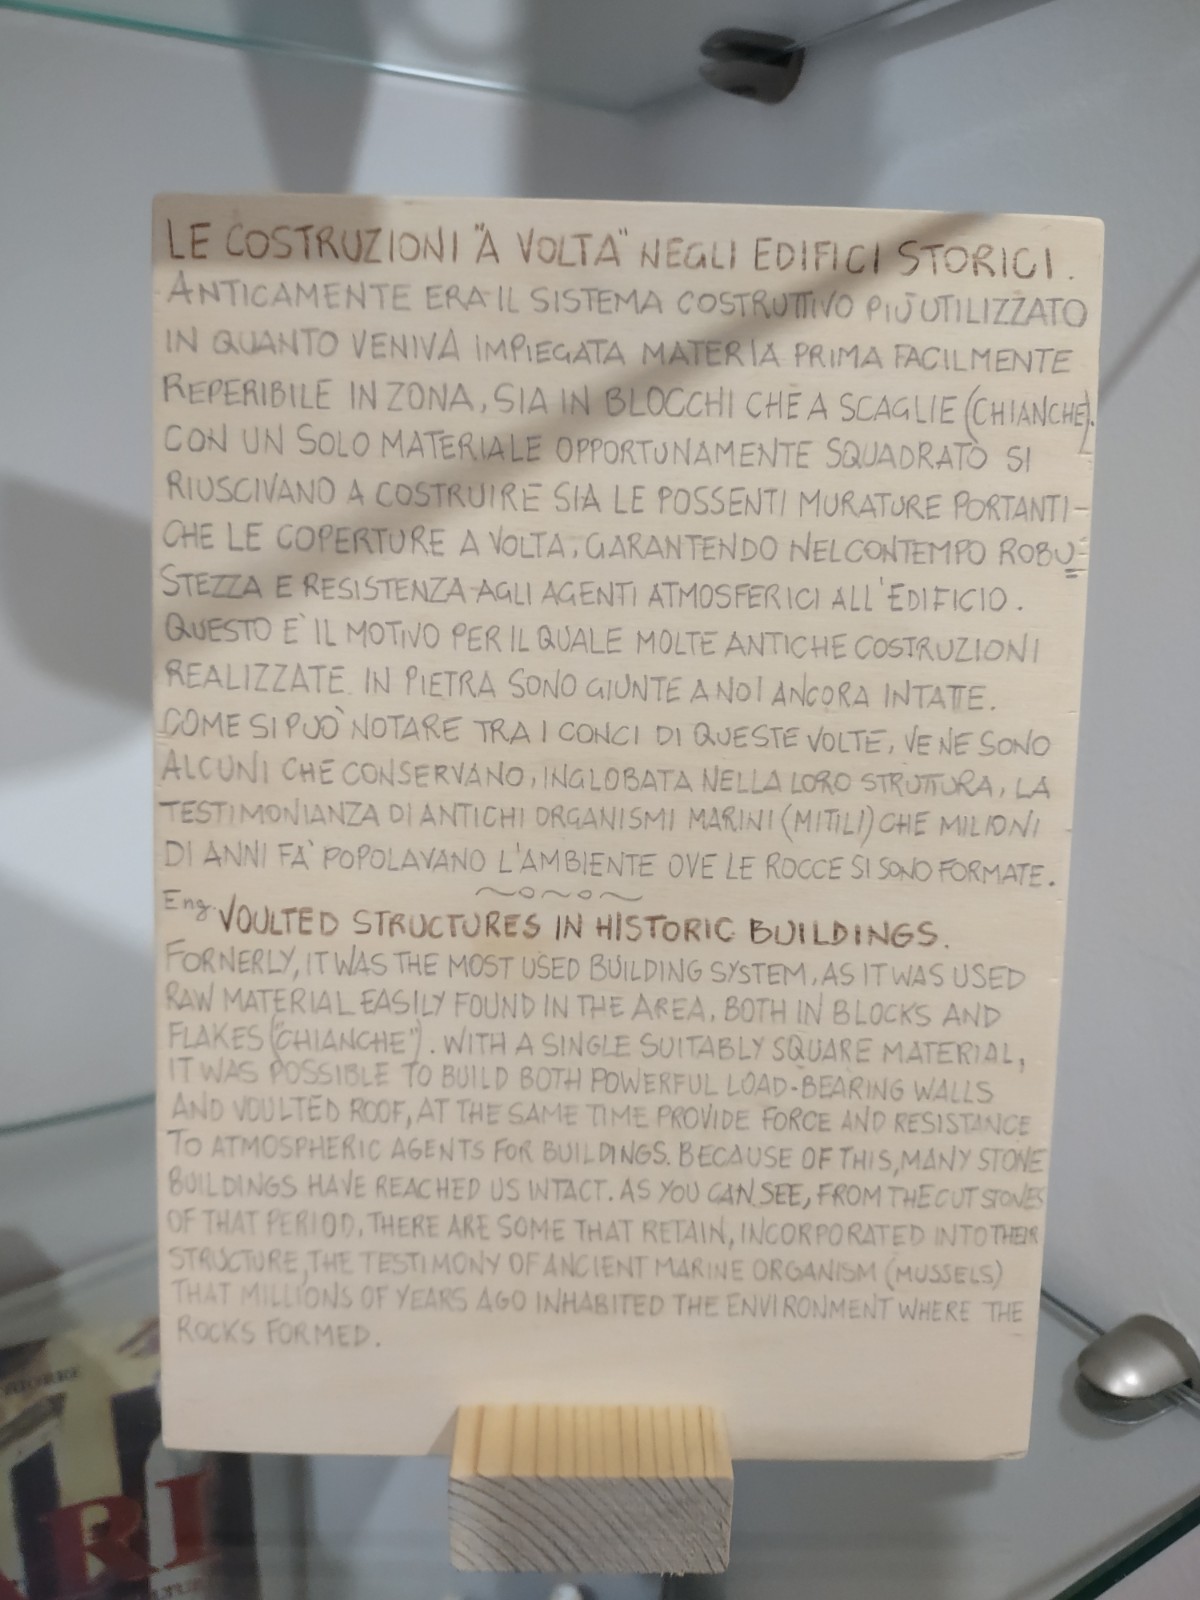 LE COSTRUZIONI "A VOLTA" NEGLI EDIFICI STORICI.
ANTICAMENTE ERA IL SISTEMA COSTRUTTIVO PIÙ UTILIZZATO
IN QUANTO VENIVA IMPIEGATA MATERIA PRIMA FACILMENTE
REPERIBILE IN ZONA, SIA IN BLOCCHI CHE A SCAGLIE (CHIANCHE).
CON UN SOLO MATERIALE OPPORTUNAMENTE SQUADRATO SI
RIUSCIVANO A COSTRUIRE SIA LE POSSENTI MURATURE PORTANTI-
CHE LE COPERTURE A VOLTA, GARANTENDO NEL CONTEMPO ROBU=
STEZZA E RESISTENZA AGLI AGENTI ATMOSFERICI ALL'EDIFICIO.
QUESTO E' IL MOTIVO PER IL QUALE MOLTE ANTICHE COSTRUZIONI
REALIZZATE IN PIETRA SONO GIUNTE A NOI ANCORA INTATTE.
COME SI PUO' NOTARE TRA I CONCI DI QUESTE VOLTE, VE NE SONO
ALCUNI CHE CONSERVANO, INGLOBATA NELLA LORO STRUTTURA, LA
TESTIMONIANZA DI ANTICHI ORGANISMI MARINI (MITILI) CHE MILIONI
DI ANNI FA' POPOLAVANO L'AMBIENTE OVE LE ROCCE SI SONO FORMATE.
Eng. VOULTED STRUCTURES IN HISTORIC BUILDINGS.
FORNERLY, IT WAS THE MOST USED BUILDING SYSTEM, AS IT WAS USED
RAW MATERIAL EASILY FOUND IN THE AREA, BOTH IN BLOCKS AND
FLAKES ("CHIANCHE"). WITH A SINGLE SUITABLY SQUARE MATERIAL,
IT WAS POSSIBLE TO BUILD BOTH POWERFUL LOAD-BEARING WALLS
AND VOULTED ROOF, AT THE SAME TIME PROVIDE FORCE AND RESISTANCE
TO ATMOSPHERIC AGENTS FOR BUILDINGS. BECAUSE OF THIS, MANY STONE
BUILDINGS HAVE REACHED US INTACT. AS YOU CAN SEE, FROM THE CUT STONES
OF THAT PERIOD, THERE ARE SOME THAT RETAIN, INCORPORATED INTO THEIR
STRUCTURE, THE TESTIMONY OF ANCIENT MARINE ORGANISM (MUSSELS)
THAT MILLIONS OF YEARS AGO INHABITED THE ENVIRONMENT WHERE THE
ROCKS FORMED.